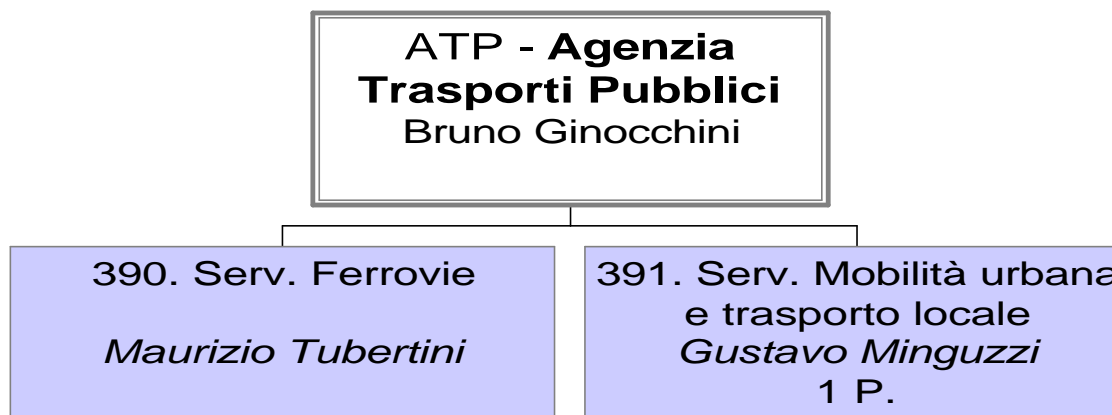 ATP - Agenzia
Trasporti Pubblici
Bruno Ginocchini
390. Serv. Ferrovie
Maurizio Tubertini
391. Serv. Mobilità urbana
e trasporto locale
Gustavo Minguzzi
1 P.